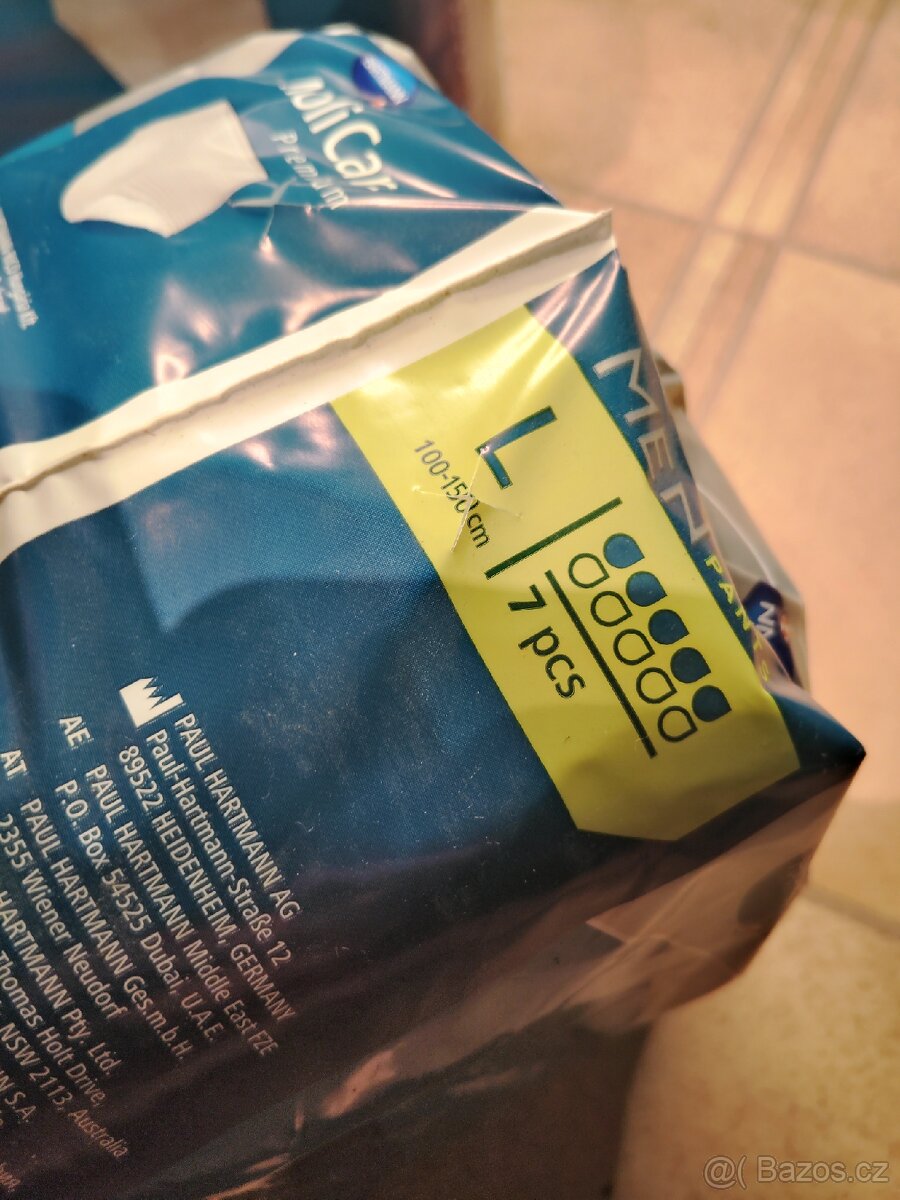 Premium
MEN
PANTS
L
100-150 cm
7 pcs
PAUL HARTMANN AG
Paul-Hartmann-Straße 12
89522 HEIDENHEIM, GERMANY
AE PAUL HARTMANN Middle East FZE
P.O. Box 54525 Dubai, U.A.E.
AT PAUL HARTMANN Ges.m.b.H.
2355 Wiener Neudorf
HARTMANN Pty. Ltd.
Thomas Holt Drive,
NSW 2113, Australia
S.A.
@( Bazos.cz